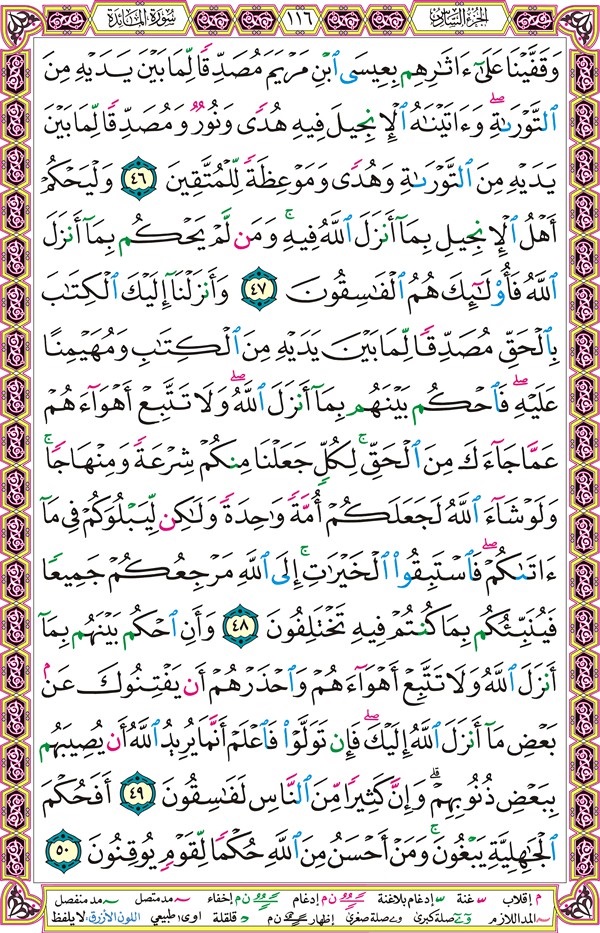 الجزء السادس
١١٦
سورة المائدة
وَقَفَّيْنَا عَلَىٰٓ ءَاثَـٰرِهِم بِعِيسَى ٱبْنِ مَرْيَمَ مُصَدِّقًا لِّمَا بَيْنَ يَدَيْهِ مِنَ
ٱلتَّوْرَىٰةِ ۖ وَءَاتَيْنَـٰهُ ٱلْإِنجِيلَ فِيهِ هُدًى وَنُورٌ وَمُصَدِّقًا لِّمَا بَيْنَ
يَدَيْهِ مِنَ ٱلتَّوْرَىٰةِ وَهُدًى وَمَوْعِظَةً لِّلْمُتَّقِينَ ٤٦ وَلْيَحْكُمْ
أَهْلُ ٱلْإِنجِيلِ بِمَآ أَنزَلَ ٱللَّهُ فِيهِ ۚ وَمَن لَّمْ يَحْكُم بِمَآ أَنزَلَ
ٱللَّهُ فَأُو۟لَـٰٓئِكَ هُمُ ٱلْفَـٰسِقُونَ ٤٧ وَأَنزَلْنَآ إِلَيْكَ ٱلْكِتَـٰبَ
بِٱلْحَقِّ مُصَدِّقًا لِّمَا بَيْنَ يَدَيْهِ مِنَ ٱلْكِتَـٰبِ وَمُهَيْمِنًا
عَلَيْهِ ۖ فَٱحْكُم بَيْنَهُم بِمَآ أَنزَلَ ٱللَّهُ ۖ وَلَا تَتَّبِعْ أَهْوَآءَهُمْ
عَمَّا جَآءَكَ مِنَ ٱلْحَقِّ ۚ لِكُلٍّ جَعَلْنَا مِنكُمْ شِرْعَةً وَمِنْهَاجًا ۚ
وَلَوْ شَآءَ ٱللَّهُ لَجَعَلَكُمْ أُمَّةً وَٰحِدَةً وَلَـٰكِن لِّيَبْلُوَكُمْ فِى مَآ
ءَاتَىٰكُمْ ۖ فَٱسْتَبِقُوا۟ ٱلْخَيْرَٰتِ ۚ إِلَى ٱللَّهِ مَرْجِعُكُمْ جَمِيعًا
فَيُنَبِّئُكُم بِمَا كُنتُمْ فِيهِ تَخْتَلِفُونَ ٤٨ وَأَنِ ٱحْكُم بَيْنَهُم بِمَآ
أَنزَلَ ٱللَّهُ وَلَا تَتَّبِعْ أَهْوَآءَهُمْ وَٱحْذَرْهُمْ أَن يَفْتِنُوكَ عَنۢ
بَعْضِ مَآ أَنزَلَ ٱللَّهُ إِلَيْكَ ۖ فَإِن تَوَلَّوْا۟ فَٱعْلَمْ أَنَّمَا يُرِيدُ ٱللَّهُ أَن يُصِيبَهُم
بِبَعْضِ ذُنُوبِهِمْ ۗ وَإِنَّ كَثِيرًا مِّنَ ٱلنَّاسِ لَفَـٰسِقُونَ ٤٩ أَفَحُكْمَ
ٱلْجَـٰهِلِيَّةِ يَبْغُونَ ۚ وَمَنْ أَحْسَنُ مِنَ ٱللَّهِ حُكْمًا لِّقَوْمٍ يُوقِنُونَ ٥٠
م إقلاب غنة إدغام بلاغنة ن م إدغام ن م إخفاء مد متصل مد منفصل
المد اللازم صلة كبرى صلة صغرى إظهار قلقلة اوى طبيعي اللون الأزرق لا يلفظ